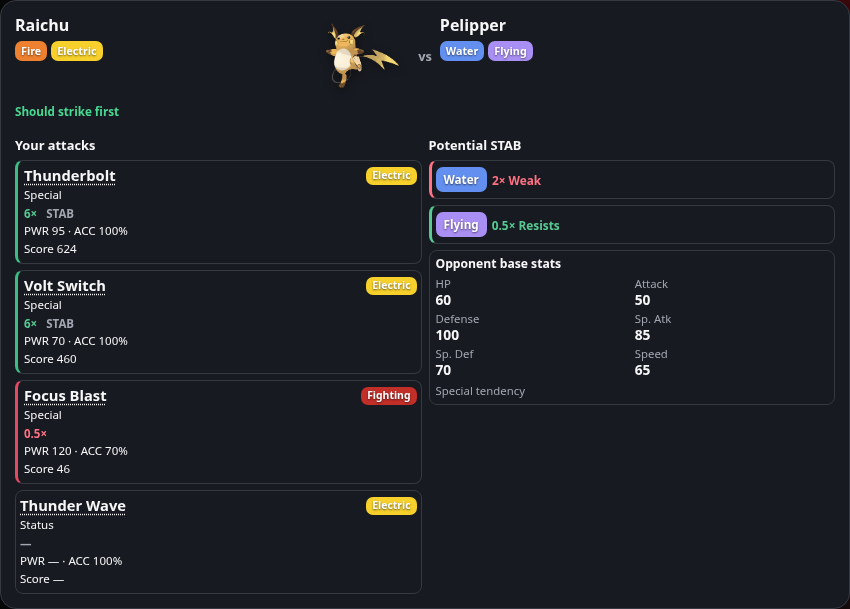 Raichu
Fire Electric
vs
Pelipper
Water Flying
Should strike first
Your attacks
Thunderbolt Electric
Special
6× STAB
PWR 95 · ACC 100%
Score 624
Volt Switch Electric
Special
6× STAB
PWR 70 · ACC 100%
Score 460
Focus Blast Fighting
Special
0.5×
PWR 120 · ACC 70%
Score 46
Thunder Wave Electric
Status
—
PWR — · ACC 100%
Score —
Potential STAB
Water 2× Weak
Flying 0.5× Resists
Opponent base stats
HP Attack
60 50
Defense Sp. Atk
100 85
Sp. Def Speed
70 65
Special tendency